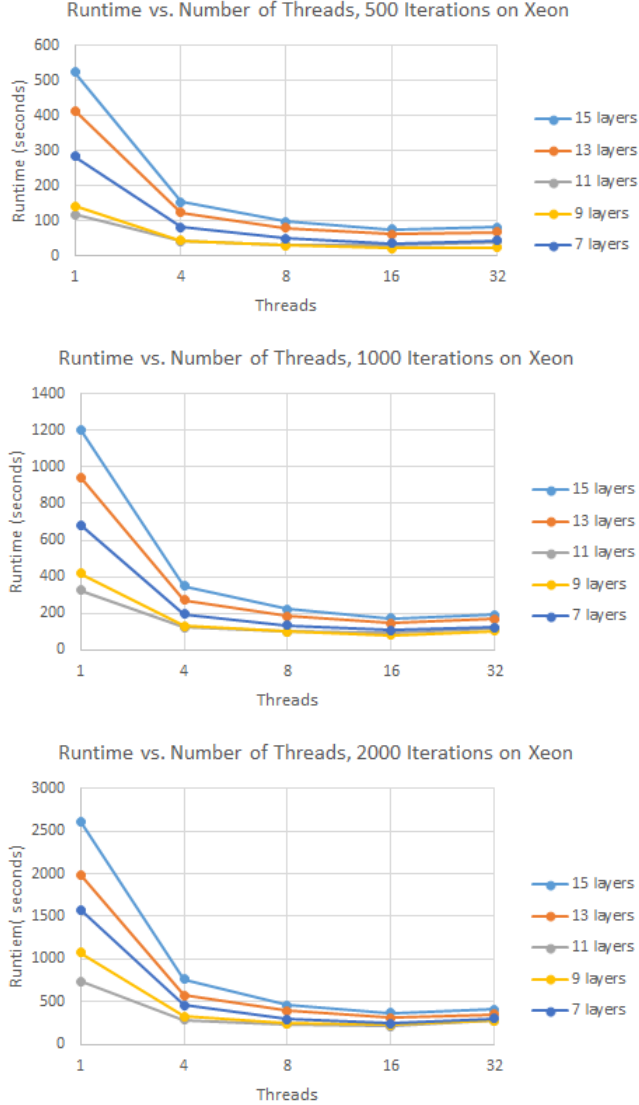 Runtime vs. Number of Threads, 500 Iterations on Xeon
600
500
400
300
200
100
0
Runtime (seconds)
1 4 8 16 32
Threads
15 layers
13 layers
11 layers
9 layers
7 layers
Runtime vs. Number of Threads, 1000 Iterations on Xeon
1400
1200
1000
800
600
400
200
0
Runtime (seconds)
1 4 8 16 32
Threads
15 layers
13 layers
11 layers
9 layers
7 layers
Runtime vs. Number of Threads, 2000 Iterations on Xeon
3000
2500
2000
1500
1000
500
0
Runtiem( seconds)
1 4 8 16 32
Threads
15 layers
13 layers
11 layers
9 layers
7 layers